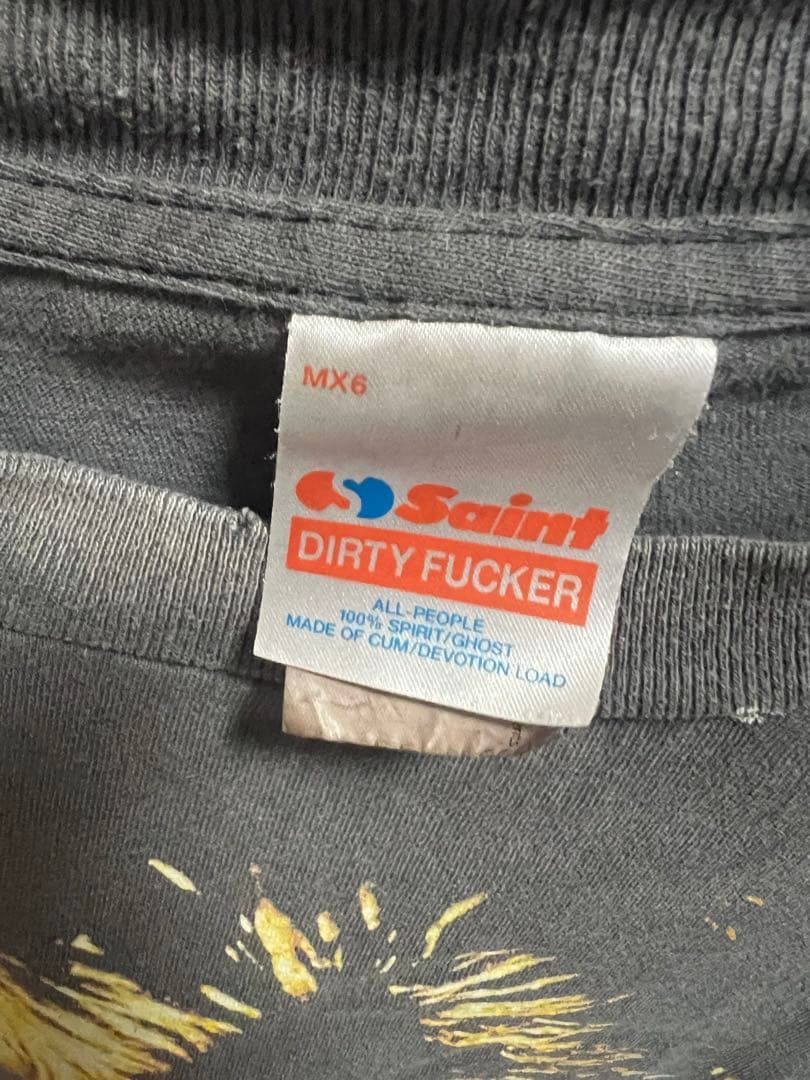 MX6
Saint
DIRTY FUCKER
ALL-PEOPLE
100% SPIRIT/GHOST
MADE OF CUM/DEVOTION LOAD